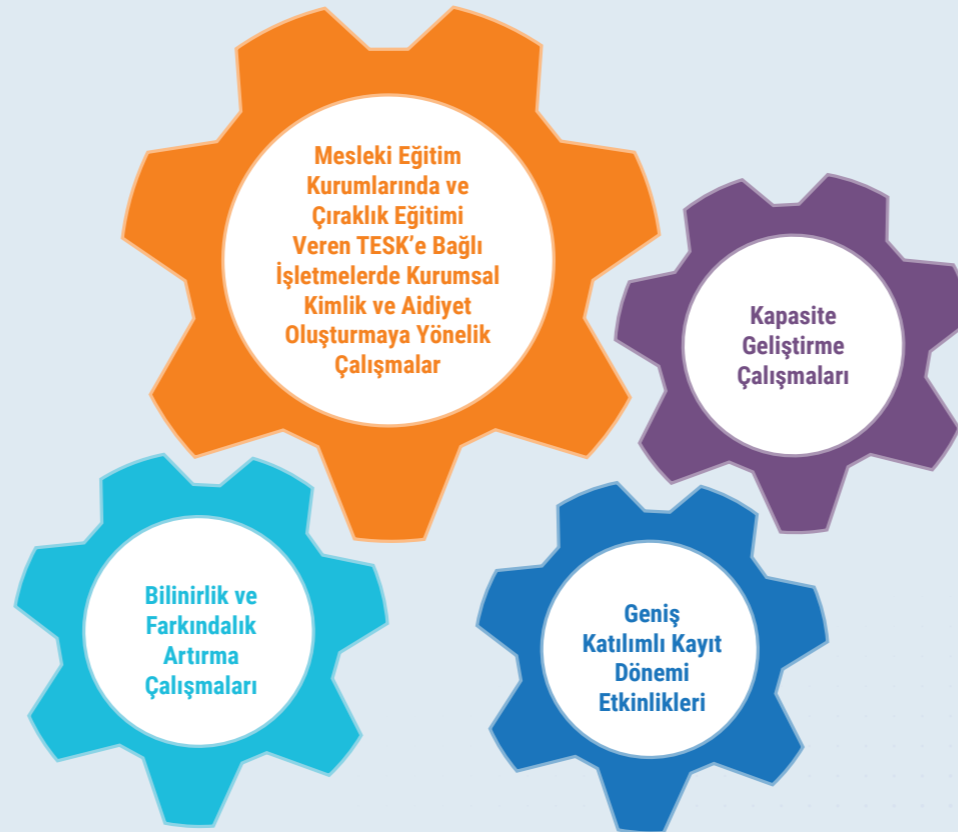 Mesleki Eğitim
Kurumlarında ve
Çıraklık Eğitimi
Veren TESK’e Bağlı
İşletmelerde Kurumsal
Kimlik ve Aidiyet
Oluşturmaya Yönelik
Çalışmalar
Kapasite
Geliştirme
Çalışmaları
Bilinirlik ve
Farkındalık
Artırma
Çalışmaları
Geniş
Katılımlı Kayıt
Dönemi
Etkinlikleri